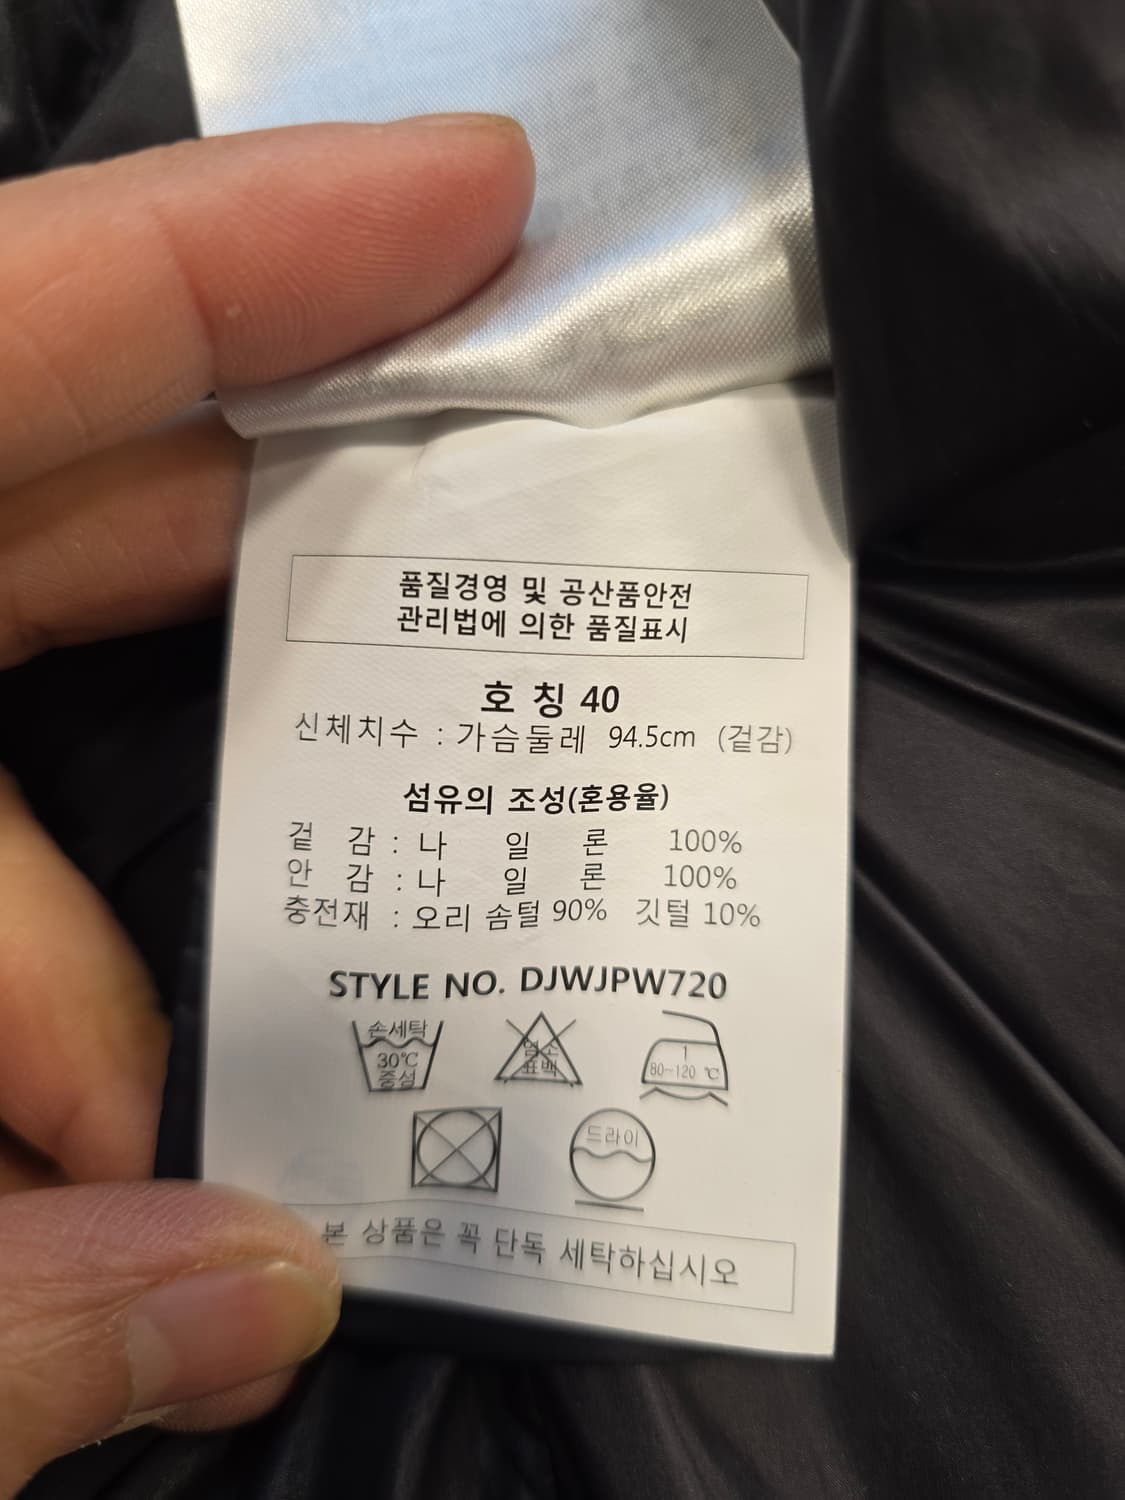 품질경영 및 공산품안전
관리법에 의한 품질표시
호 칭 40
신체치수 : 가슴둘레 94.5cm (겉감)
섬유의 조성(혼용율)
겉 감 : 나 일 론 100%
안 감 : 나 일 론 100%
충전재 : 오리 솜털 90% 깃털 10%
STYLE NO. DJWJPW720
손세탁
30℃
중성
염소
표백
1
80~120 ℃
드라이
본 상품은 꼭 단독 세탁하십시오